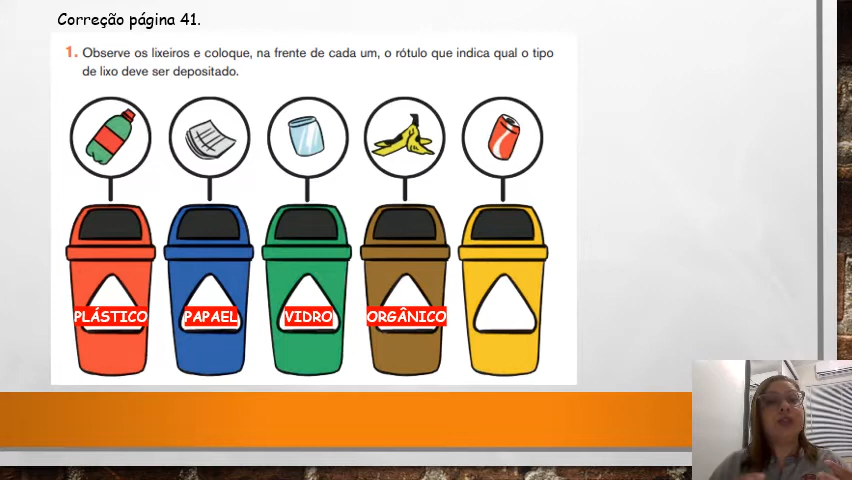 Correção página 41.
1. Observe os lixeiros e coloque, na frente de cada um, o rótulo que indica qual o tipo
de lixo deve ser depositado.
PLÁSTICO PAPAEL VIDRO ORGÂNICO